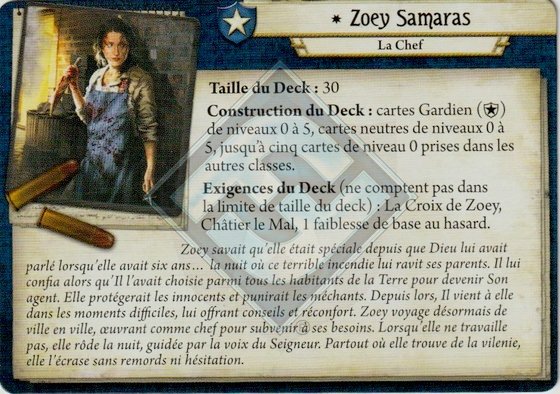 Zoey Samaras
La Chef
Taille du Deck : 30
Construction du Deck : cartes Gardien ( )
de niveaux 0 à 5, cartes neutres de niveaux 0 à
5, jusqu'à cinq cartes de niveau 0 prises dans les
autres classes.
Exigences du Deck (ne comptent pas dans
la limite de taille du deck) : La Croix de Zoey,
Châtier le Mal, 1 faiblesse de base au hasard.
Zoey savait qu'elle était spéciale depuis que Dieu lui avait
parlé lorsqu'elle avait six ans… la nuit où ce terrible incendie lui ravit ses parents. Il lui
confia alors qu'Il l'avait choisie parmi tous les habitants de la Terre pour devenir Son
agent. Elle protégerait les innocents et punirait les méchants. Depuis lors, Il vient à elle
dans les moments difficiles, lui offrant conseils et réconfort. Zoey voyage désormais de
ville en ville, œuvrant comme chef pour subvenir à ses besoins. Lorsqu'elle ne travaille
pas, elle rôde la nuit, guidée par la voix du Seigneur. Partout où elle trouve de la vilenie,
elle l'écrase sans remords ni hésitation.